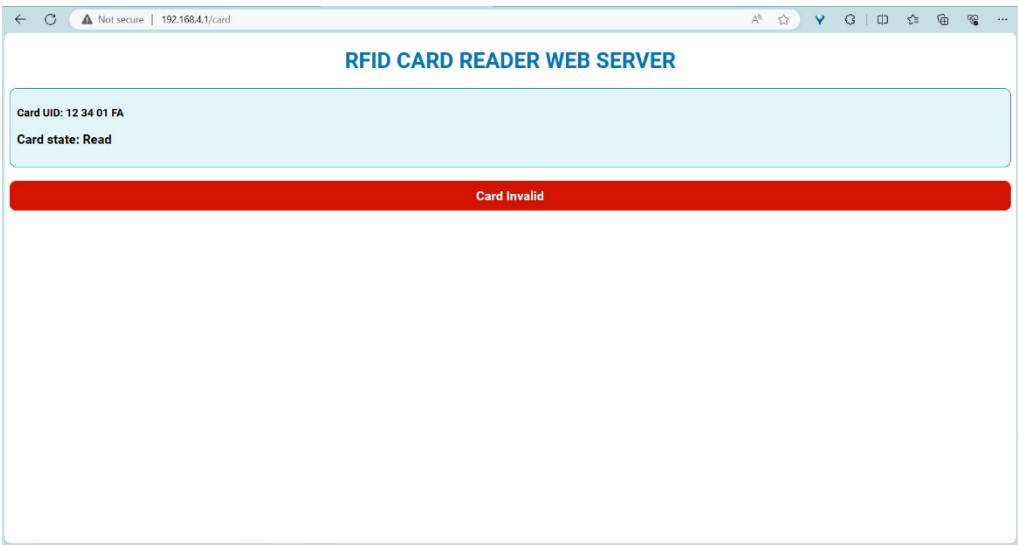 Not secure | 192.168.4.1/card
RFID CARD READER WEB SERVER
Card UID: 12 34 01 FA
Card state: Read
Card Invalid